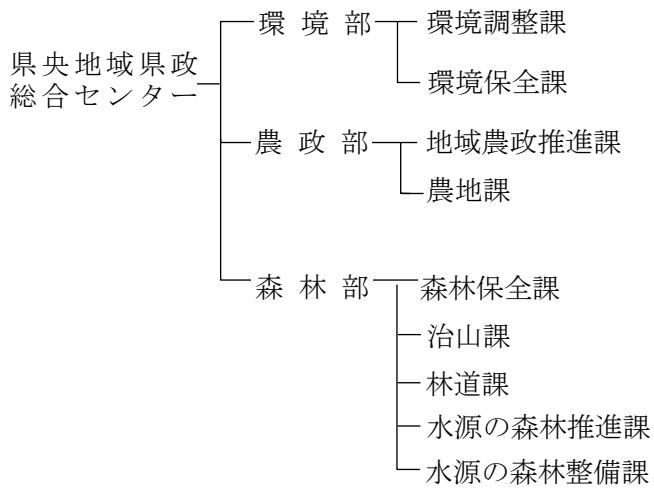 県央地域県政
総合センター
環境部
環境調整課
環境保全課
農政部
地域農政推進課
農地課
森林部
森林保全課
治山課
林道課
水源の森林推進課
水源の森林整備課